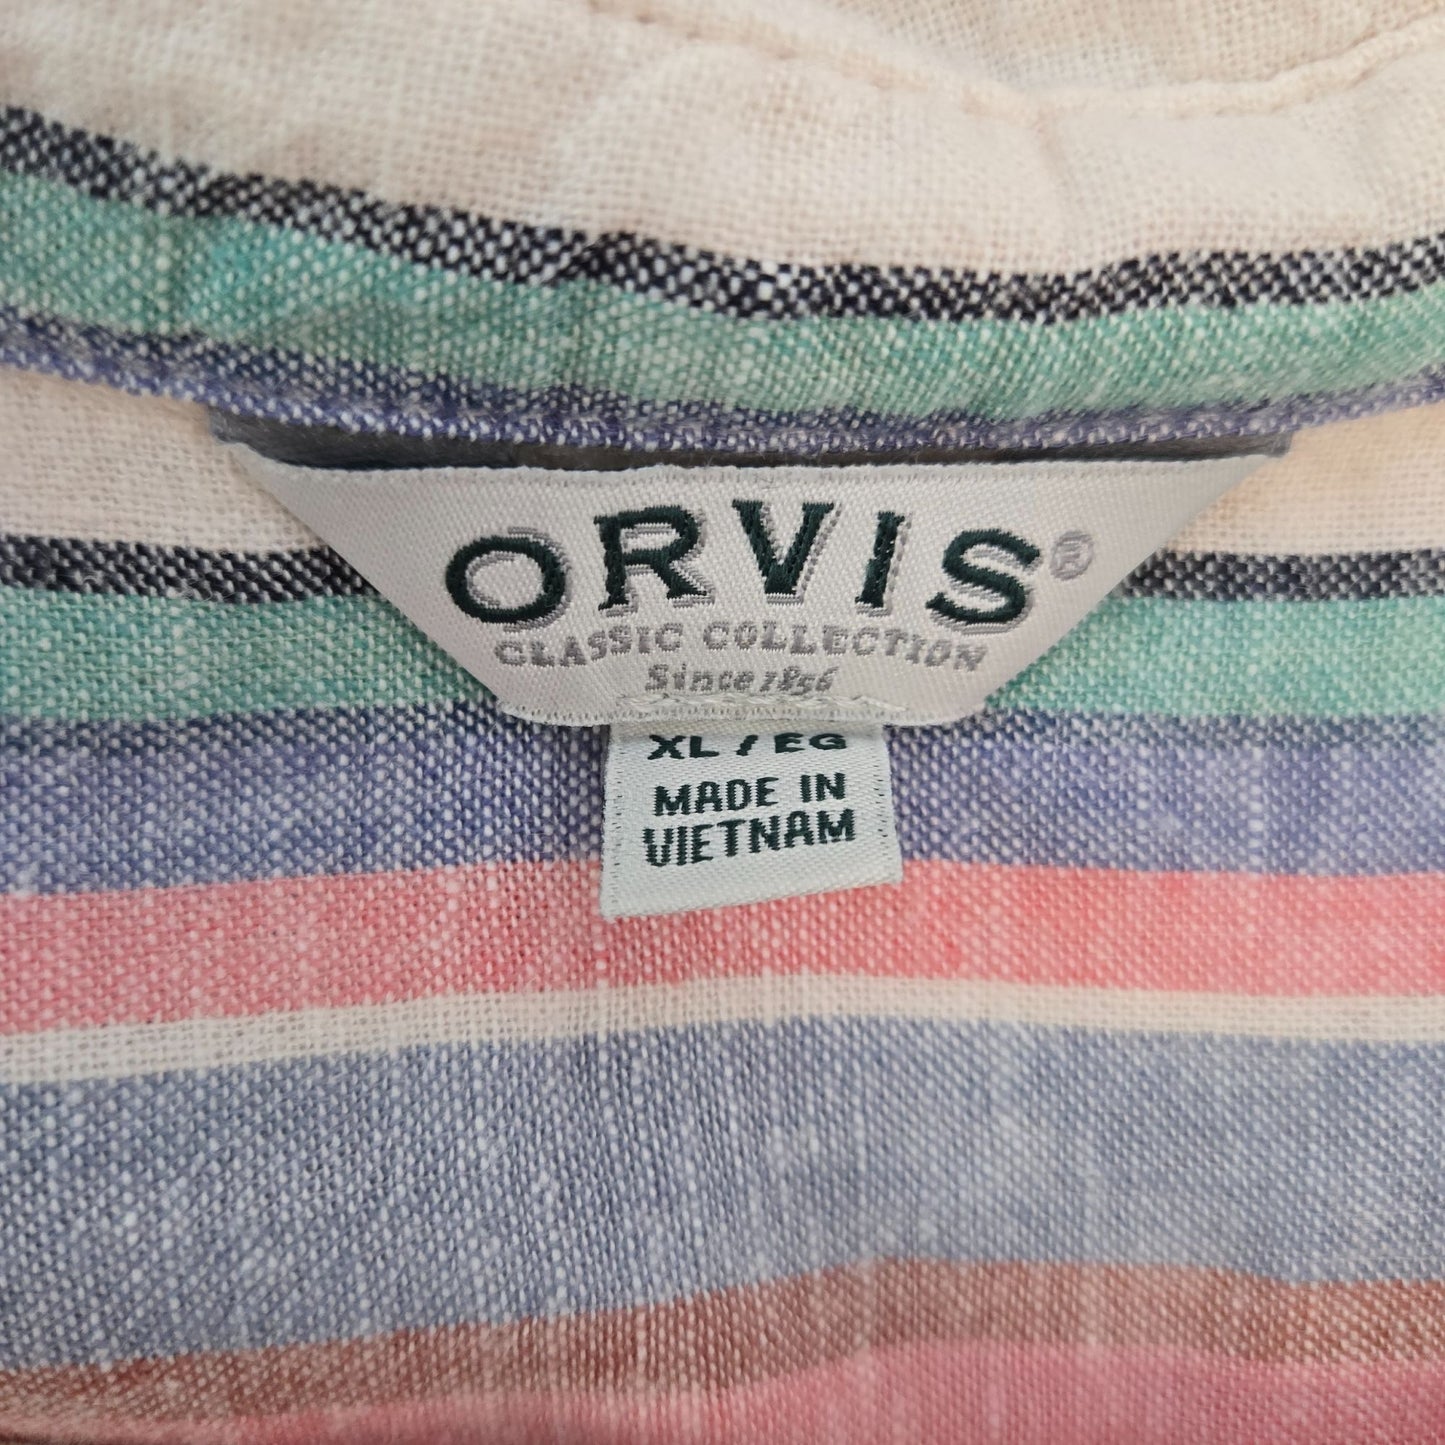 ORVIS®
CLASSIC COLLECTION
Since 1856
XL / EG
MADE IN
VIETNAM